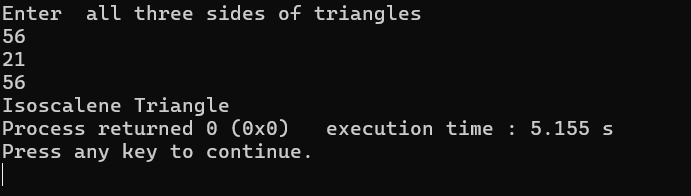 Enter  all three sides of triangles
56
21
56
Isoscalene Triangle
Process returned 0 (0x0)   execution time : 5.155 s
Press any key to continue.